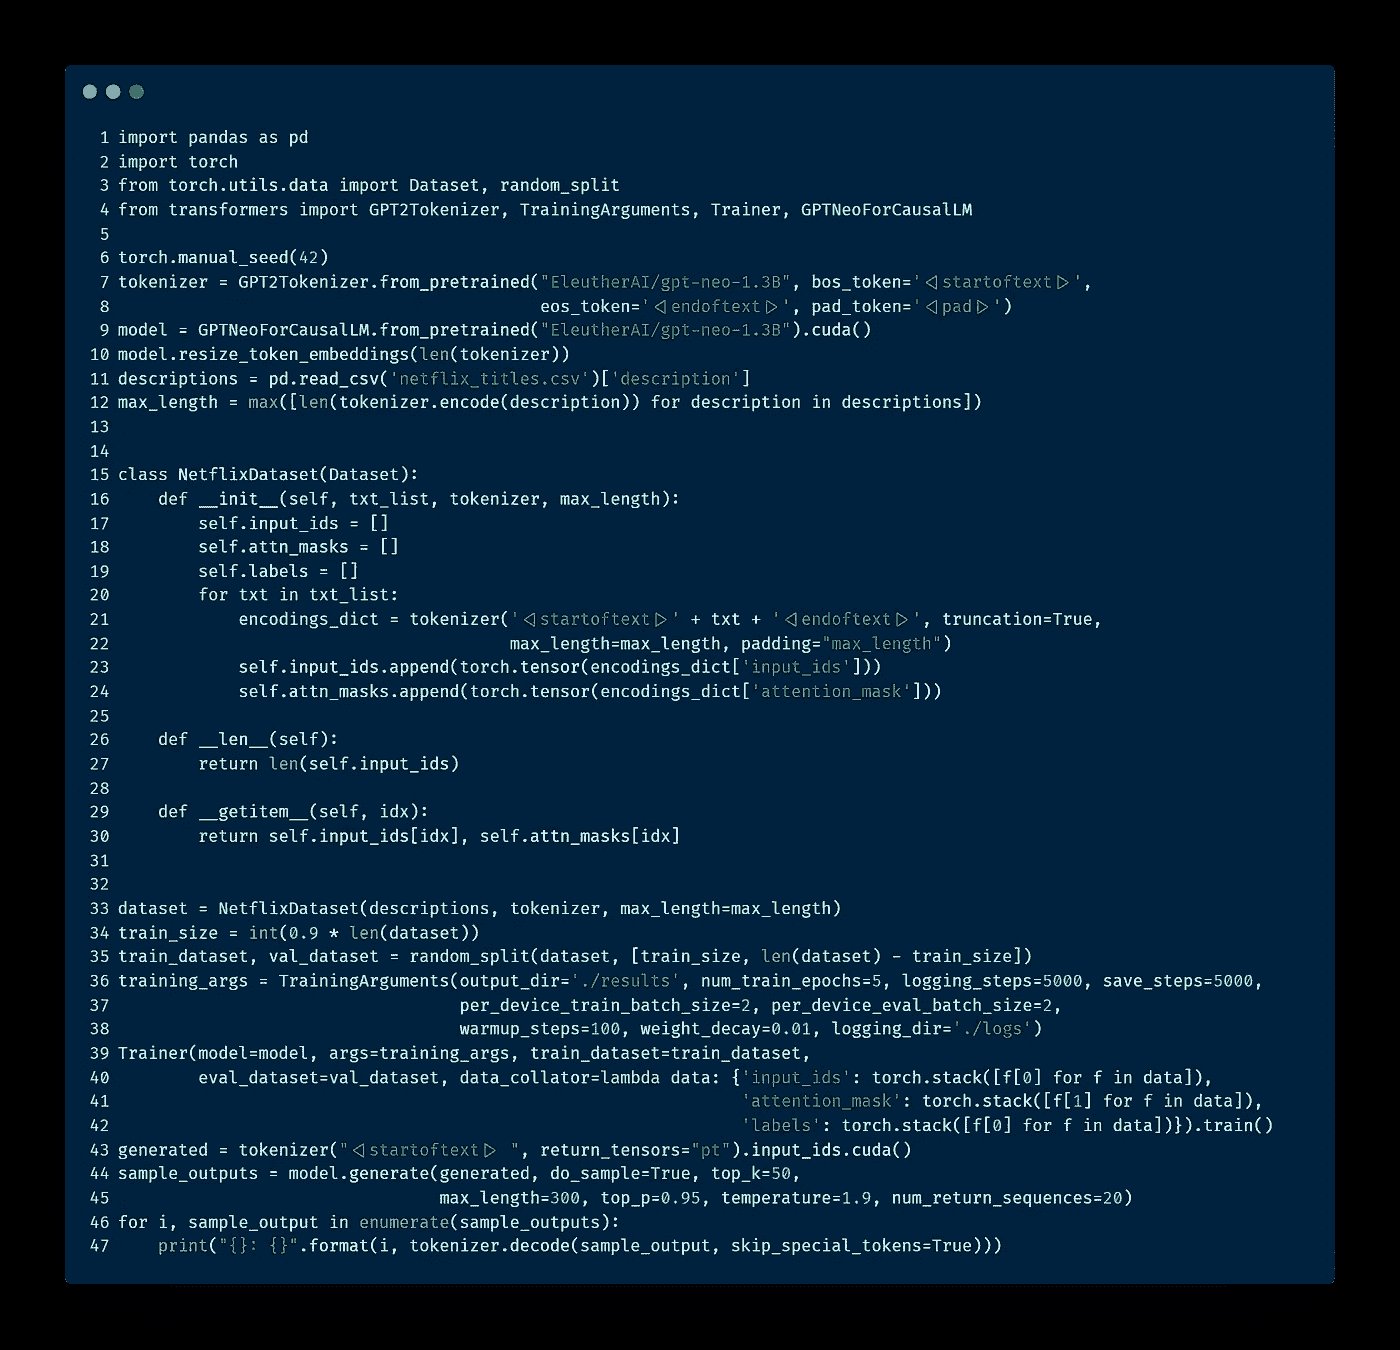 1 import pandas as pd
2 import torch
3 from torch.utils.data import Dataset, random_split
4 from transformers import GPT2Tokenizer, TrainingArguments, Trainer, GPTNeoForCausalLM
5
6 torch.manual_seed(42)
7 tokenizer = GPT2Tokenizer.from_pretrained("EleutherAI/gpt-neo-1.3B", bos_token='<|startoftext|>',
8                                           eos_token='<|endoftext|>', pad_token='<|pad|>')
9 model = GPTNeoForCausalLM.from_pretrained("EleutherAI/gpt-neo-1.3B").cuda()
10 model.resize_token_embeddings(len(tokenizer))
11 descriptions = pd.read_csv('netflix_titles.csv')['description']
12 max_length = max([len(tokenizer.encode(description)) for description in descriptions])
13
14
15 class NetflixDataset(Dataset):
16     def __init__(self, txt_list, tokenizer, max_length):
17         self.input_ids = []
18         self.attn_masks = []
19         self.labels = []
20         for txt in txt_list:
21             encodings_dict = tokenizer('<|startoftext|>' + txt + '<|endoftext|>', truncation=True,
22                                        max_length=max_length, padding="max_length")
23             self.input_ids.append(torch.tensor(encodings_dict['input_ids']))
24             self.attn_masks.append(torch.tensor(encodings_dict['attention_mask']))
25
26     def __len__(self):
27         return len(self.input_ids)
28
29     def __getitem__(self, idx):
30         return self.input_ids[idx], self.attn_masks[idx]
31
32
33 dataset = NetflixDataset(descriptions, tokenizer, max_length=max_length)
34 train_size = int(0.9 * len(dataset))
35 train_dataset, val_dataset = random_split(dataset, [train_size, len(dataset) - train_size])
36 training_args = TrainingArguments(output_dir='./results', num_train_epochs=5, logging_steps=5000, save_steps=5000,
37                                   per_device_train_batch_size=2, per_device_eval_batch_size=2,
38                                   warmup_steps=100, weight_decay=0.01, logging_dir='./logs')
39 Trainer(model=model, args=training_args, train_dataset=train_dataset,
40         eval_dataset=val_dataset, data_collator=lambda data: {'input_ids': torch.stack([f[0] for f in data]),
41                                                               'attention_mask': torch.stack([f[1] for f in data]),
42                                                               'labels': torch.stack([f[0] for f in data])}).train()
43 generated = tokenizer("<|startoftext|> ", return_tensors="pt").input_ids.cuda()
44 sample_outputs = model.generate(generated, do_sample=True, top_k=50,
45                                 max_length=300, top_p=0.95, temperature=1.9, num_return_sequences=20)
46 for i, sample_output in enumerate(sample_outputs):
47     print("{}: {}".format(i, tokenizer.decode(sample_output, skip_special_tokens=True)))